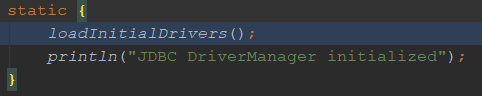 static {
loadInitialDrivers();
println("JDBC DriverManager initialized");
}